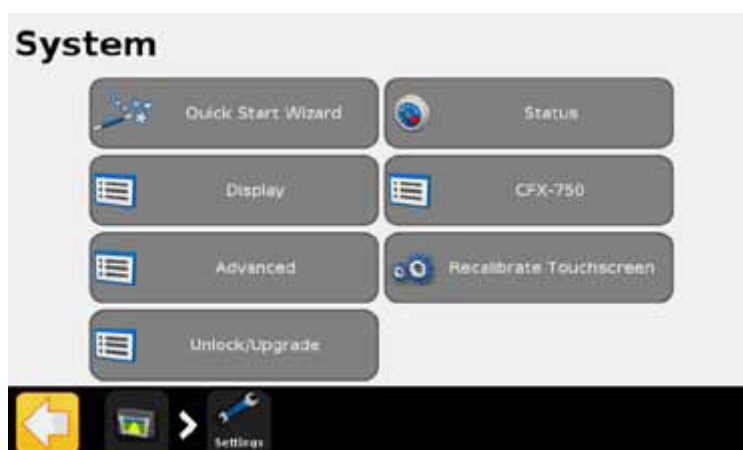 System
Quick Start Wizard
Status
Display
CFX-750
Advanced
Recalibrate Touchscreen
Unlock/Upgrade
Settings